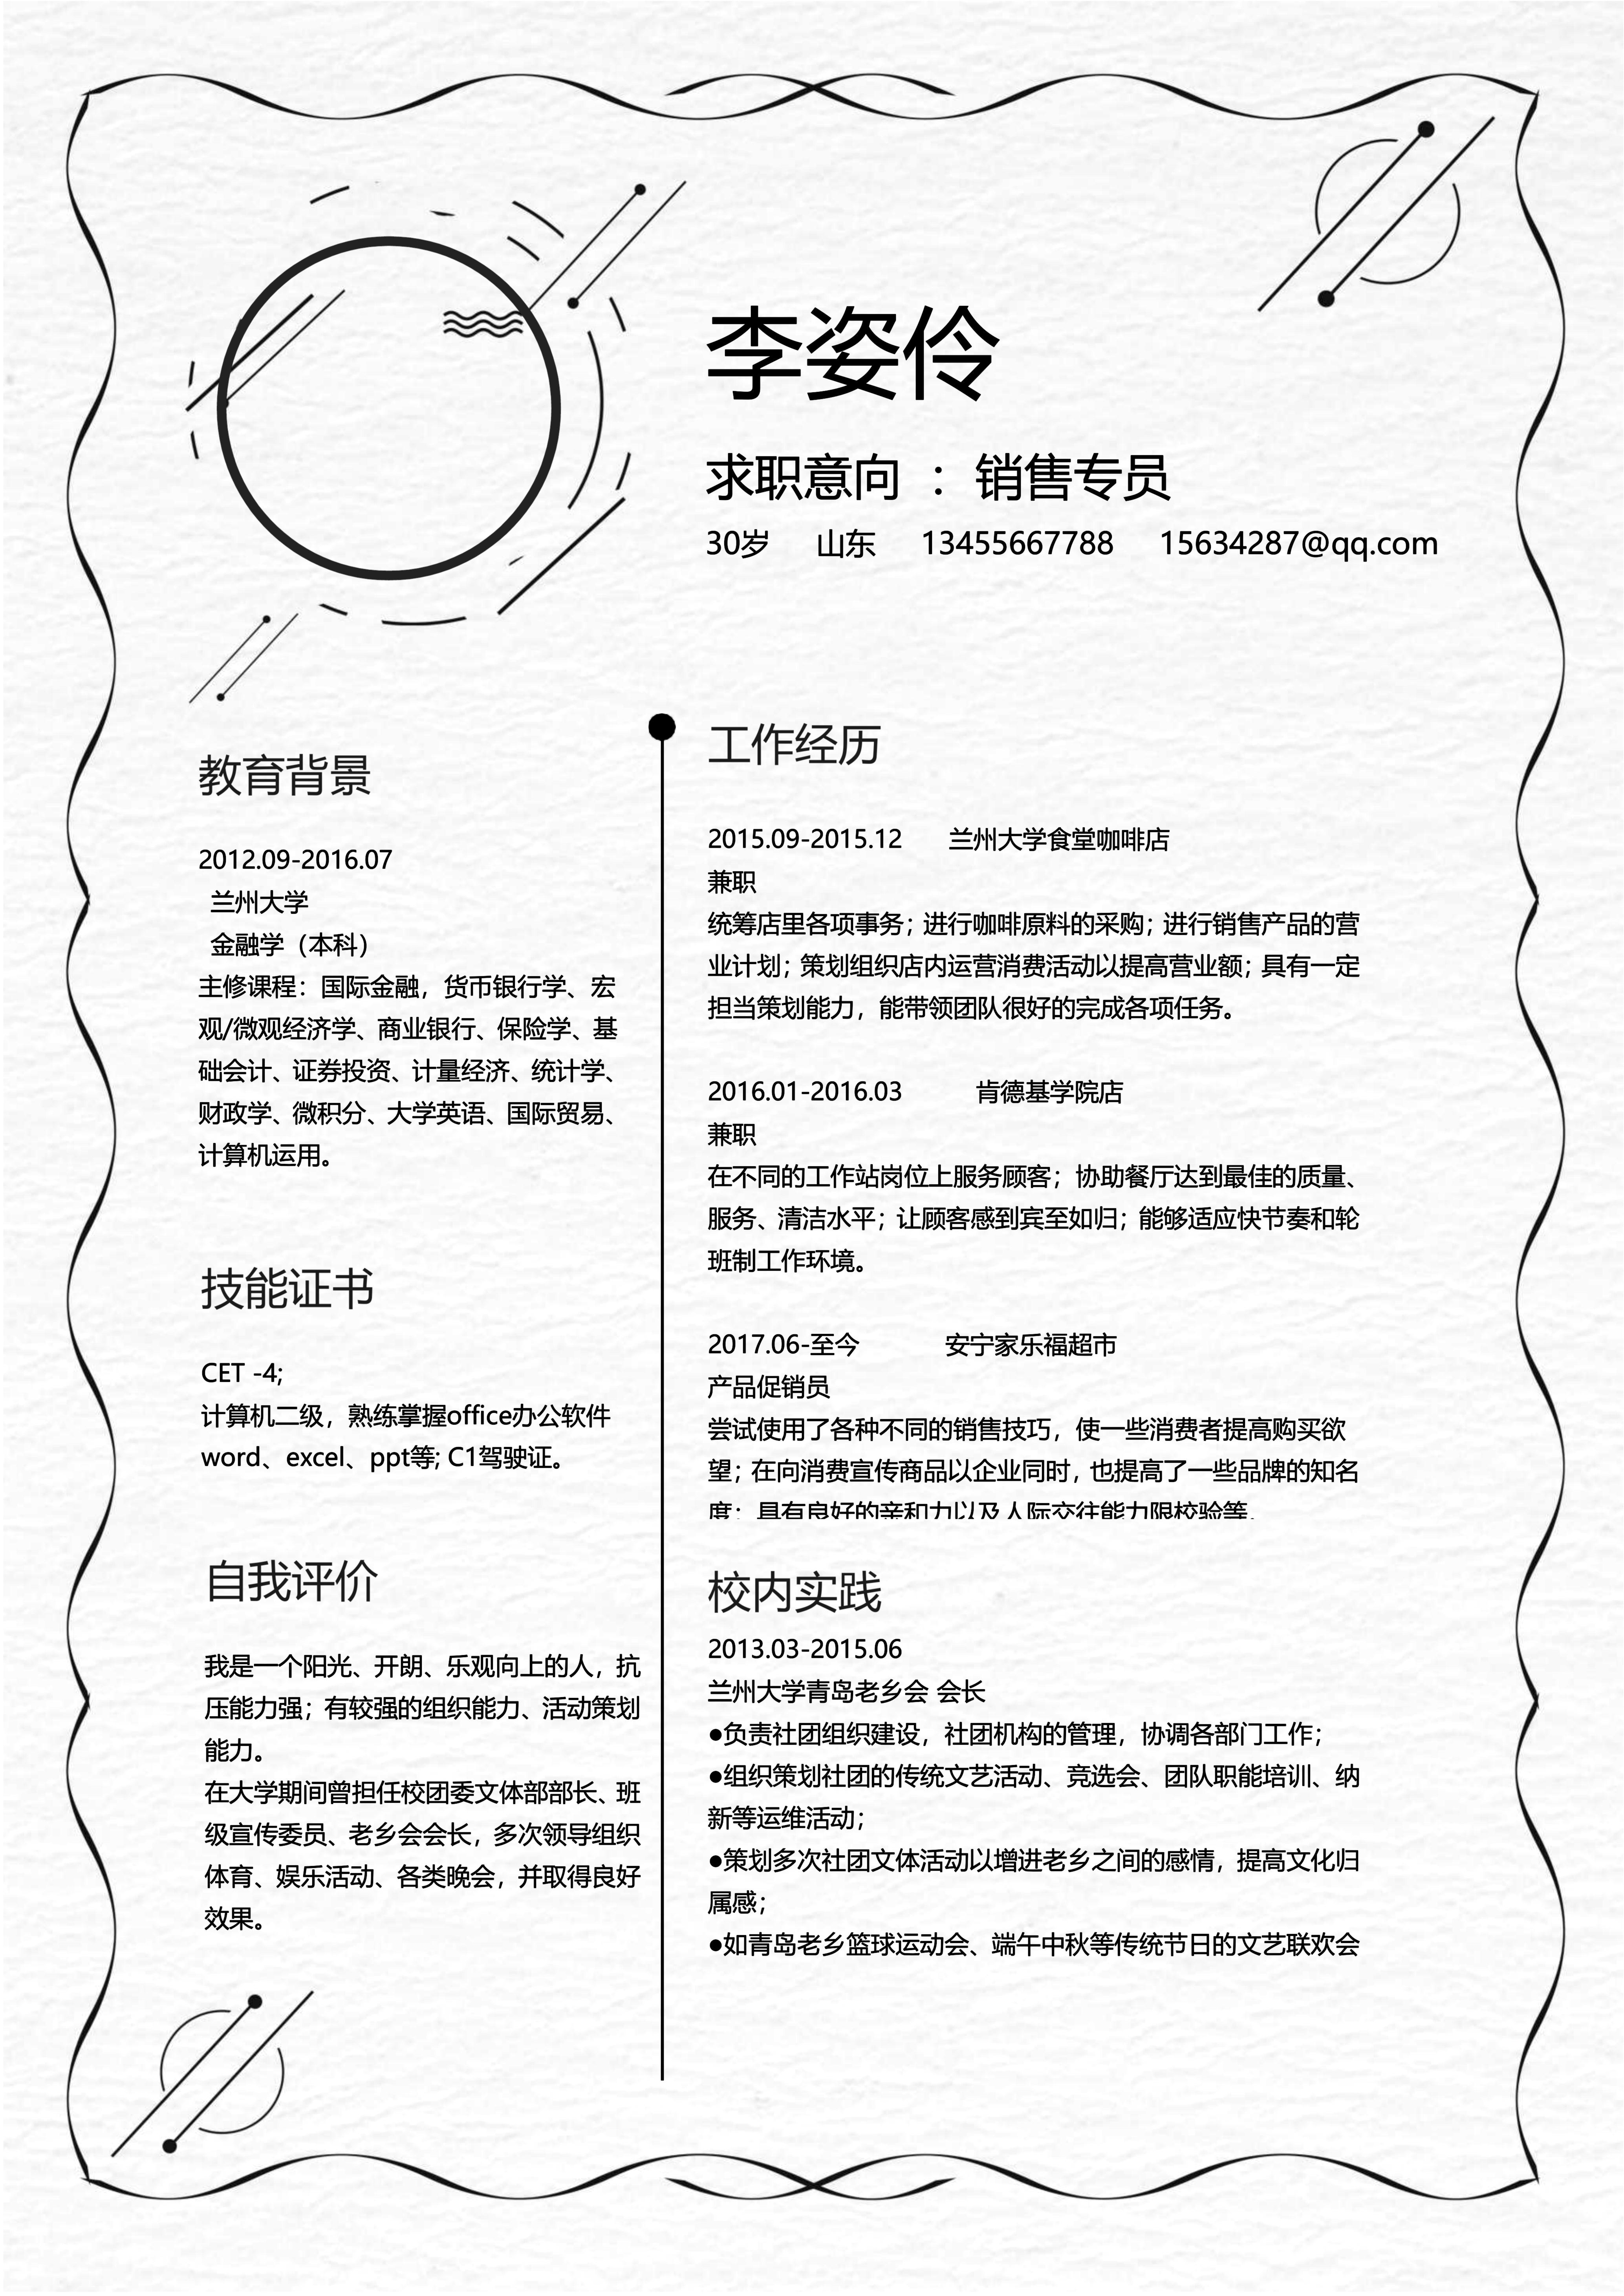 李姿伶
求职意向 ：销售专员
30岁 山东 13455667788 15634287@qq.com
教育背景
2012.09-2016.07
兰州大学
金融学（本科）
主修课程：国际金融，货币银行学、宏
观/微观经济学、商业银行、保险学、基
础会计、证券投资、计量经济、统计学、
财政学、微积分、大学英语、国际贸易、
计算机运用。
技能证书
CET -4;
计算机二级，熟练掌握office办公软件
word、excel、ppt等; C1驾驶证。
自我评价
我是一个阳光、开朗、乐观向上的人，抗
压能力强；有较强的组织能力、活动策划
能力。
在大学期间曾担任校团委文体部部长、班
级宣传委员、老乡会会长，多次领导组织
体育、娱乐活动、各类晚会，并取得良好
效果。
工作经历
2015.09-2015.12 兰州大学食堂咖啡店
兼职
统筹店里各项事务；进行咖啡原料的采购；进行销售产品的营
业计划；策划组织店内运营消费活动以提高营业额；具有一定
担当策划能力，能带领团队很好的完成各项任务。
2016.01-2016.03 肯德基学院店
兼职
在不同的工作站岗位上服务顾客；协助餐厅达到最佳的质量、
服务、清洁水平；让顾客感到宾至如归；能够适应快节奏和轮
班制工作环境。
2017.06-至今 安宁家乐福超市
产品促销员
尝试使用了各种不同的销售技巧，使一些消费者提高购买欲
望；在向消费宣传商品以企业同时，也提高了一些品牌的知名
度；具有良好的亲和力以及人际交往能力限校验等。
校内实践
2013.03-2015.06
兰州大学青岛老乡会 会长
●负责社团组织建设，社团机构的管理，协调各部门工作；
●组织策划社团的传统文艺活动、竞选会、团队职能培训、纳
新等运维活动；
●策划多次社团文体活动以增进老乡之间的感情，提高文化归
属感；
●如青岛老乡篮球运动会、端午中秋等传统节日的文艺联欢会